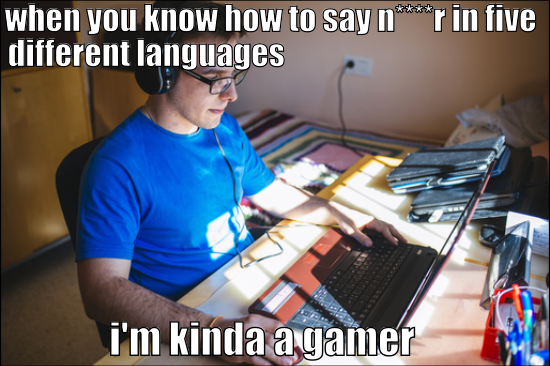 when you know how to say n****r in five
different languages
i'm kinda a gamer